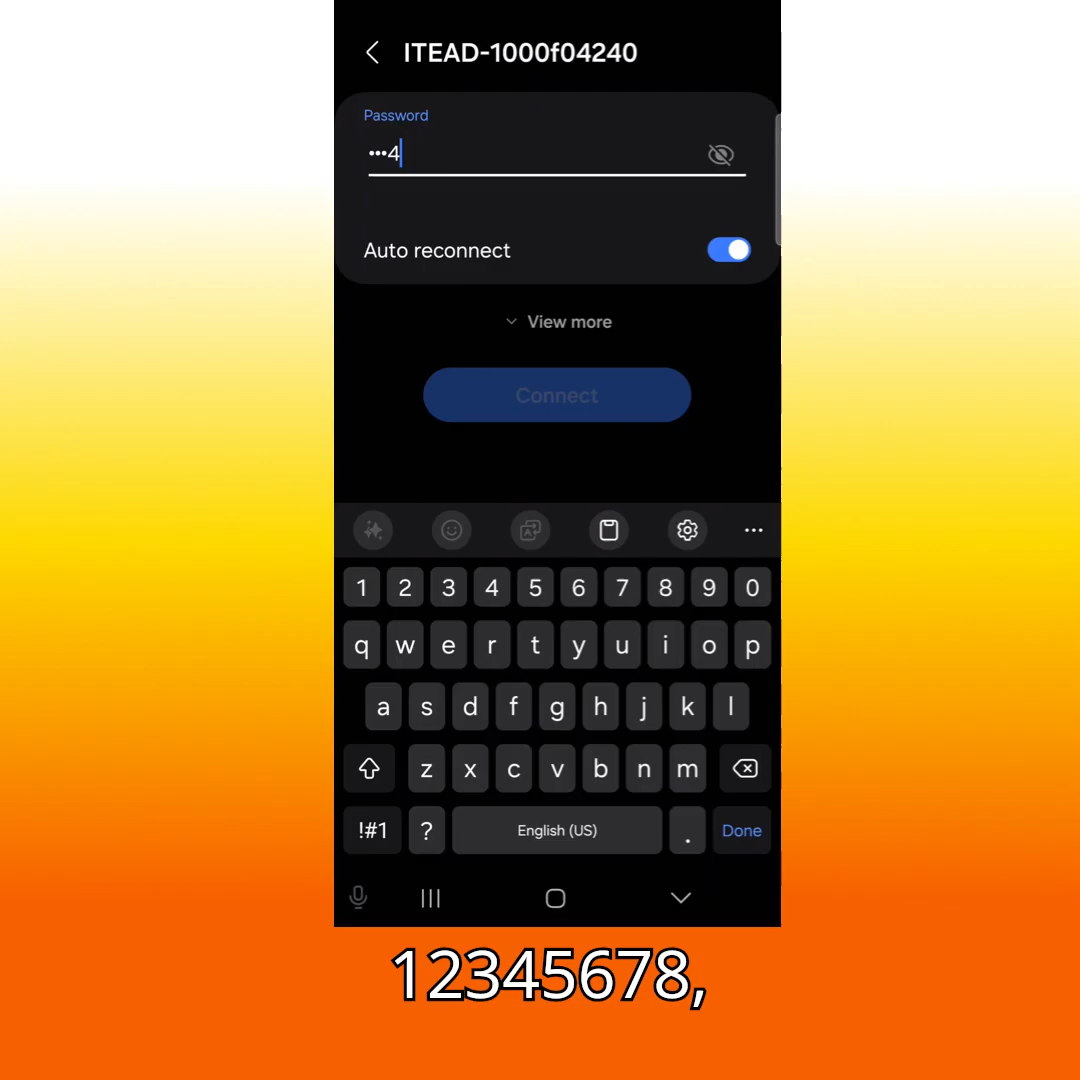 ITEAD-1000f04240
Password
•••4
Auto reconnect
View more
Connect
1 2 3 4 5 6 7 8 9 0
q w e r t y u i o p
a s d f g h j k l
z x c v b n m
!#1 ? English (US) . Done
12345678,